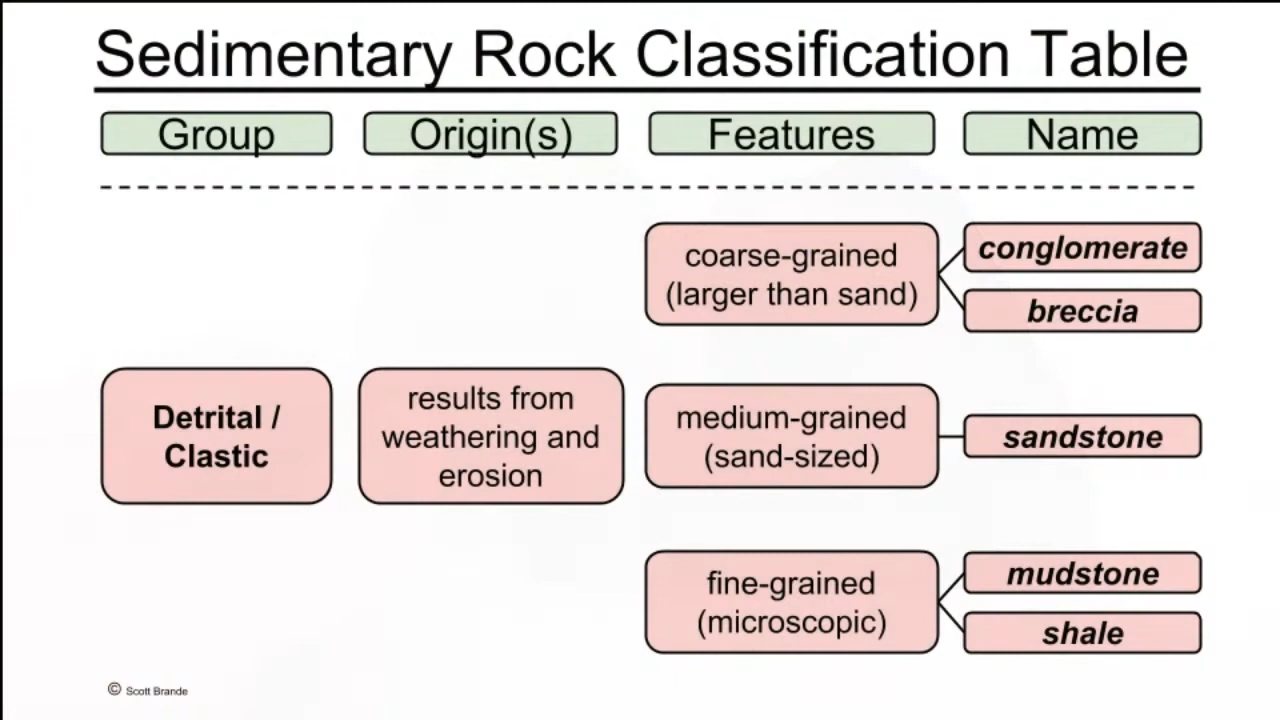 Sedimentary Rock Classification Table
Group
Origin(s)
Features
Name
coarse-grained
(larger than sand)
conglomerate
breccia
Detrital /
Clastic
results from
weathering and
erosion
medium-grained
(sand-sized)
sandstone
fine-grained
(microscopic)
mudstone
shale
© Scott Brande